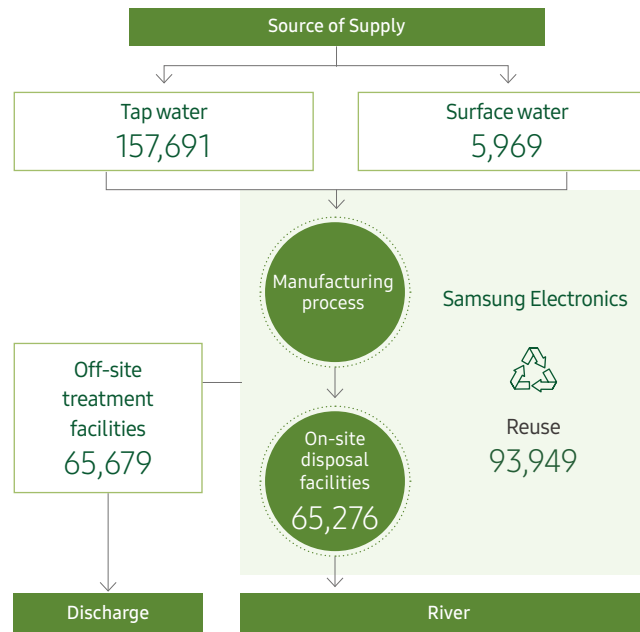 Source of Supply
Tap water
157,691
Surface water
5,969
Manufacturing
process
Samsung Electronics
Off-site
treatment
facilities
65,679
On-site
disposal
facilities
65,276
Reuse
93,949
Discharge
River